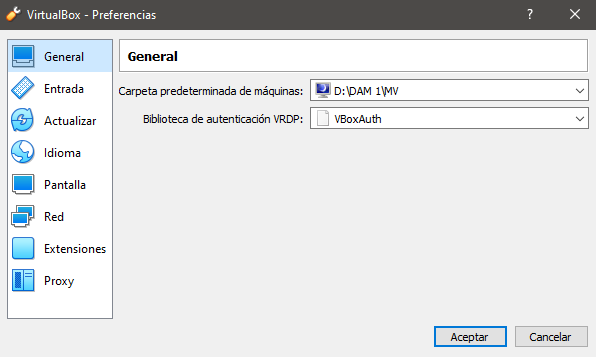 VirtualBox - Preferencias
?
General
Entrada
Actualizar
Idioma
Pantalla
Red
Extensiones
Proxy
General
Carpeta predeterminada de máquinas: D:\DAM 1\MV
Biblioteca de autenticación VRDP: VBoxAuth
Aceptar Cancelar